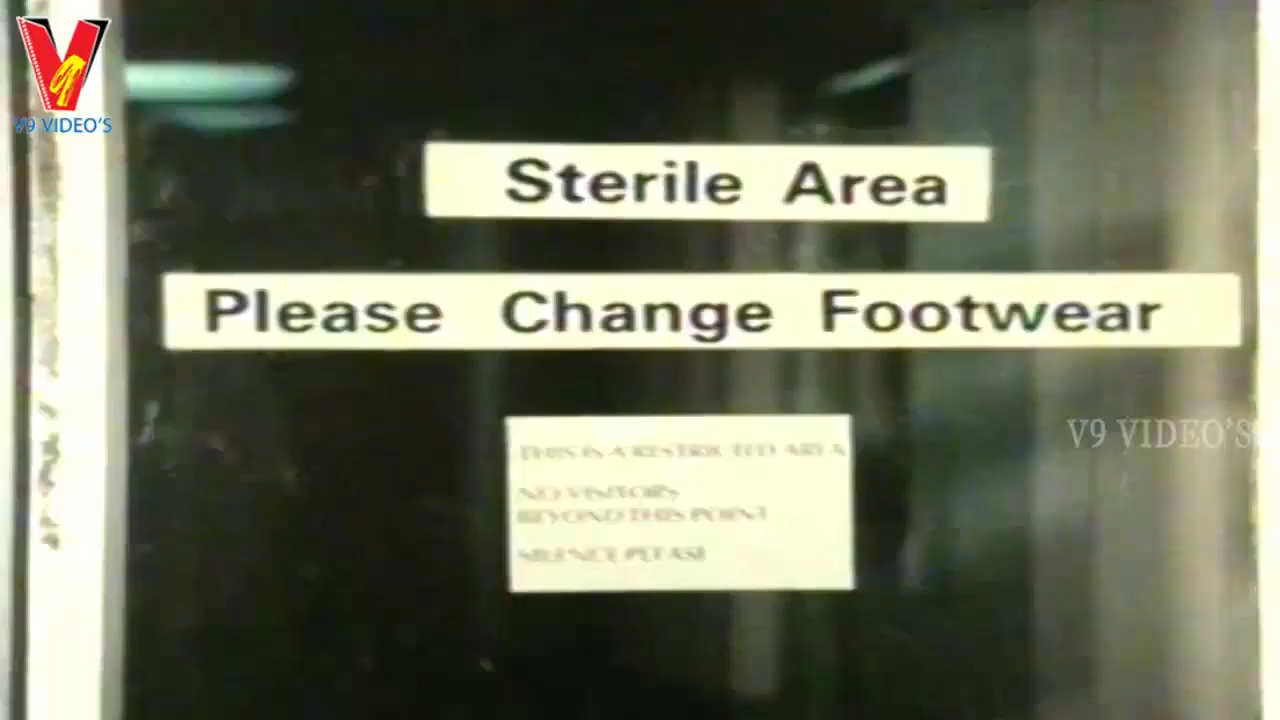 V9 VIDEO'S
Sterile Area
Please Change Footwear
THIS IS A RESTRICTED AREA
NO VISITORS
BEYOND THIS POINT
SILENCE PLEASE
V9 VIDEO'S